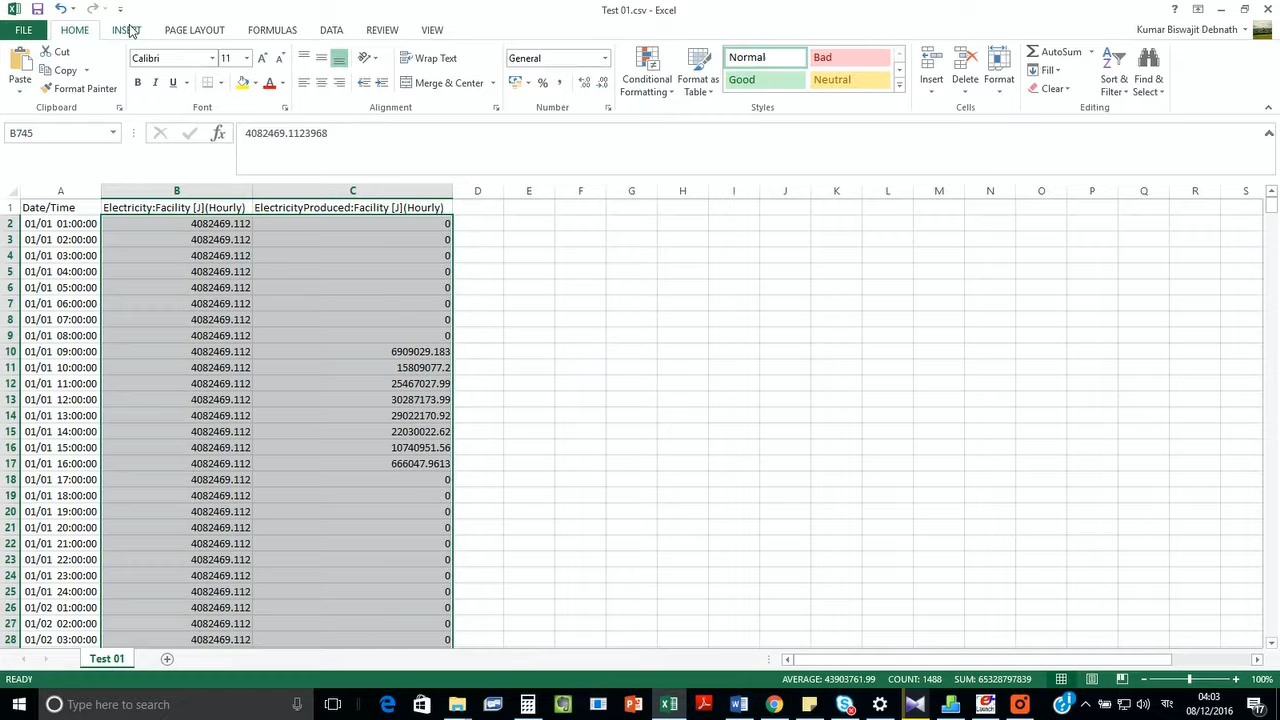 Test 01.csv - Excel
FILE HOME INSERT PAGE LAYOUT FORMULAS DATA REVIEW VIEW Kumar Biswajit Debnath
Paste
Cut
Copy
Format Painter
Clipboard
Calibri 11
B I U
Font
Wrap Text
Merge & Center
Alignment
General
%
Number
Conditional Formatting
Format as Table
Normal Bad
Good Neutral
Styles
Insert Delete Format
Cells
AutoSum
Fill
Clear
Sort & Filter
Find & Select
Editing
B745 fx 4082469.1123968
A B C D E F G H I J K L M N O P Q R S
1 Date/Time Electricity:Facility [J](Hourly) ElectricityProduced:Facility [J](Hourly)
2 01/01 01:00:00 4082469.112 0
3 01/01 02:00:00 4082469.112 0
4 01/01 03:00:00 4082469.112 0
5 01/01 04:00:00 4082469.112 0
6 01/01 05:00:00 4082469.112 0
7 01/01 06:00:00 4082469.112 0
8 01/01 07:00:00 4082469.112 0
9 01/01 08:00:00 4082469.112 0
10 01/01 09:00:00 4082469.112 6909029.183
11 01/01 10:00:00 4082469.112 15809077.2
12 01/01 11:00:00 4082469.112 25467027.99
13 01/01 12:00:00 4082469.112 30287173.99
14 01/01 13:00:00 4082469.112 29022170.92
15 01/01 14:00:00 4082469.112 22030022.62
16 01/01 15:00:00 4082469.112 10740951.56
17 01/01 16:00:00 4082469.112 666047.9613
18 01/01 17:00:00 4082469.112 0
19 01/01 18:00:00 4082469.112 0
20 01/01 19:00:00 4082469.112 0
21 01/01 20:00:00 4082469.112 0
22 01/01 21:00:00 4082469.112 0
23 01/01 22:00:00 4082469.112 0
24 01/01 23:00:00 4082469.112 0
25 01/01 24:00:00 4082469.112 0
26 01/02 01:00:00 4082469.112 0
27 01/02 02:00:00 4082469.112 0
28 01/02 03:00:00 4082469.112 0
Test 01
READY AVERAGE: 43903761.99 COUNT: 1488 SUM: 65328797839 100%
Type here to search
04:03
08/12/2016